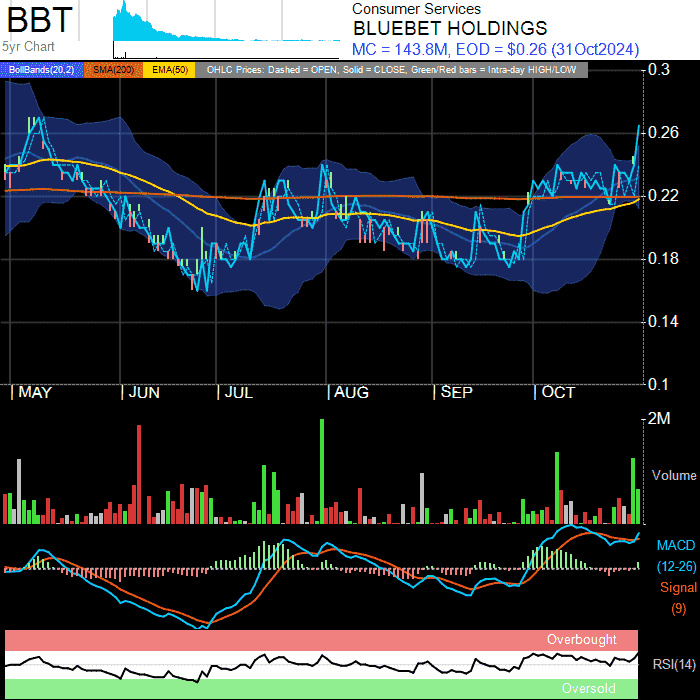 BBT
5yr Chart
Consumer Services
BLUEBET HOLDINGS
MC = 143.8M, EOD = $0.26 (31Oct2024)
BollBands(20,2) SMA(200) EMA(50) OHLC Prices: Dashed = OPEN, Solid = CLOSE, Green/Red bars = Intra-day HIGH/LOW
0.3
0.26
0.22
0.18
0.14
0.1
| MAY | JUN | JUL | AUG | SEP | OCT
2M
Volume
MACD
(12-26)
Signal
(9)
Overbought
RSI(14)
Oversold